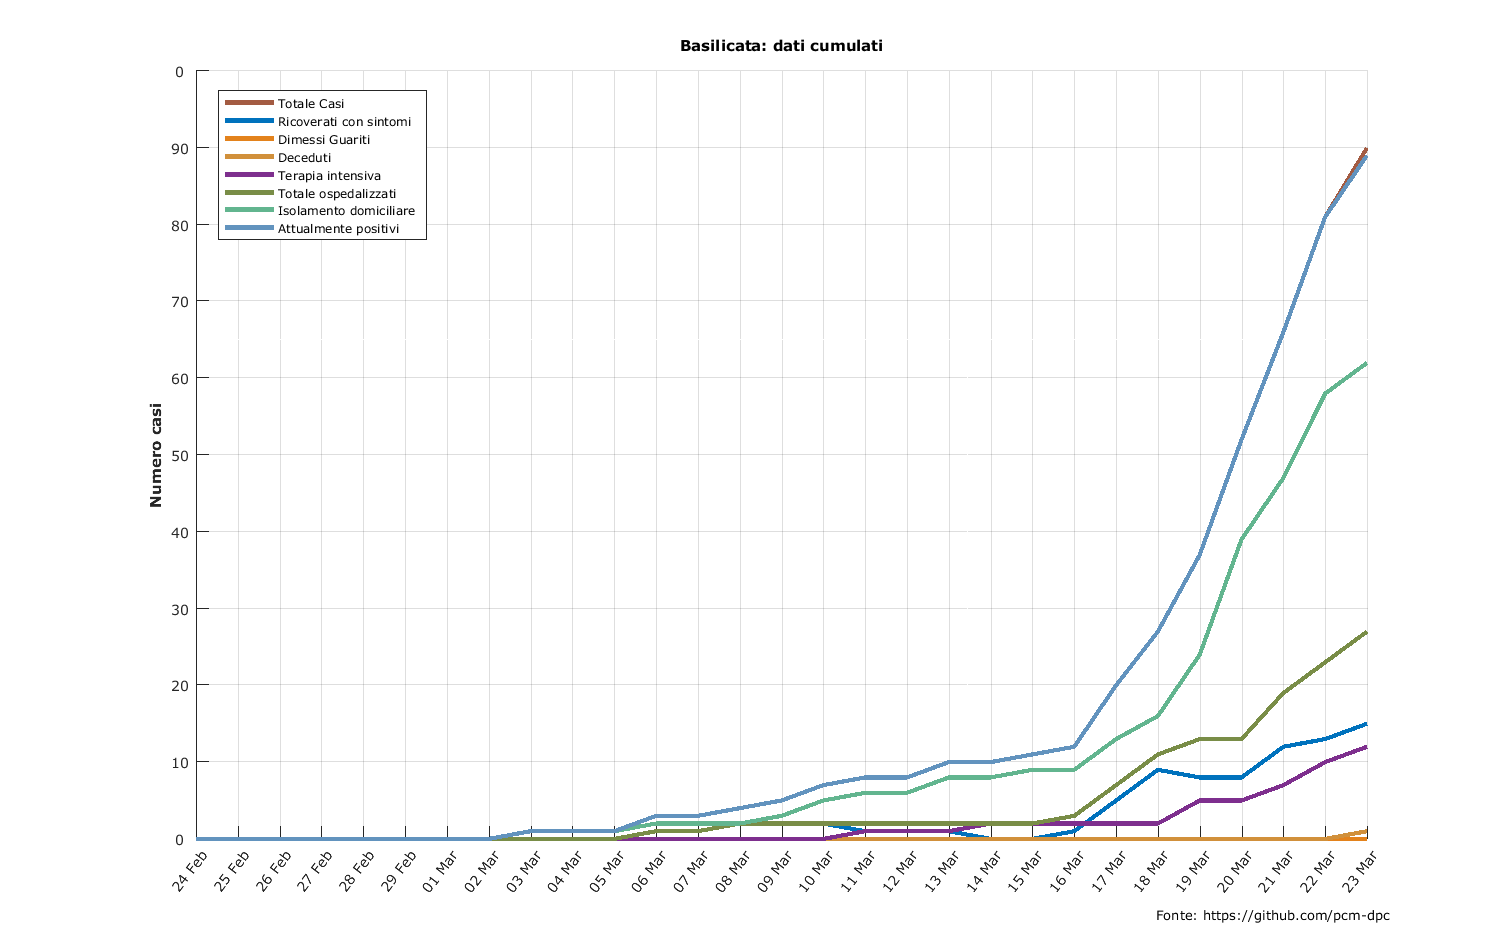 Basilicata: dati cumulati
0
90
80
70
60
50
40
30
20
10
0
Numero casi
Totale Casi
Ricoverati con sintomi
Dimessi Guariti
Deceduti
Terapia intensiva
Totale ospedalizzati
Isolamento domiciliare
Attualmente positivi
24 Feb
25 Feb
26 Feb
27 Feb
28 Feb
29 Feb
01 Mar
02 Mar
03 Mar
04 Mar
05 Mar
06 Mar
07 Mar
08 Mar
09 Mar
10 Mar
11 Mar
12 Mar
13 Mar
14 Mar
15 Mar
16 Mar
17 Mar
18 Mar
19 Mar
20 Mar
21 Mar
22 Mar
23 Mar
Fonte: https://github.com/pcm-dpc